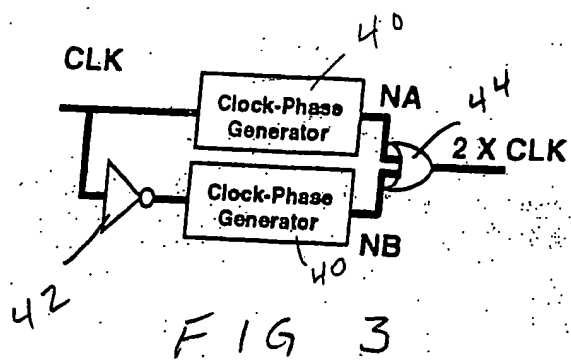 40
CLK
Clock-Phase
Generator
NA
44
2 X CLK
Clock-Phase
Generator
40
NB
42
FIG 3